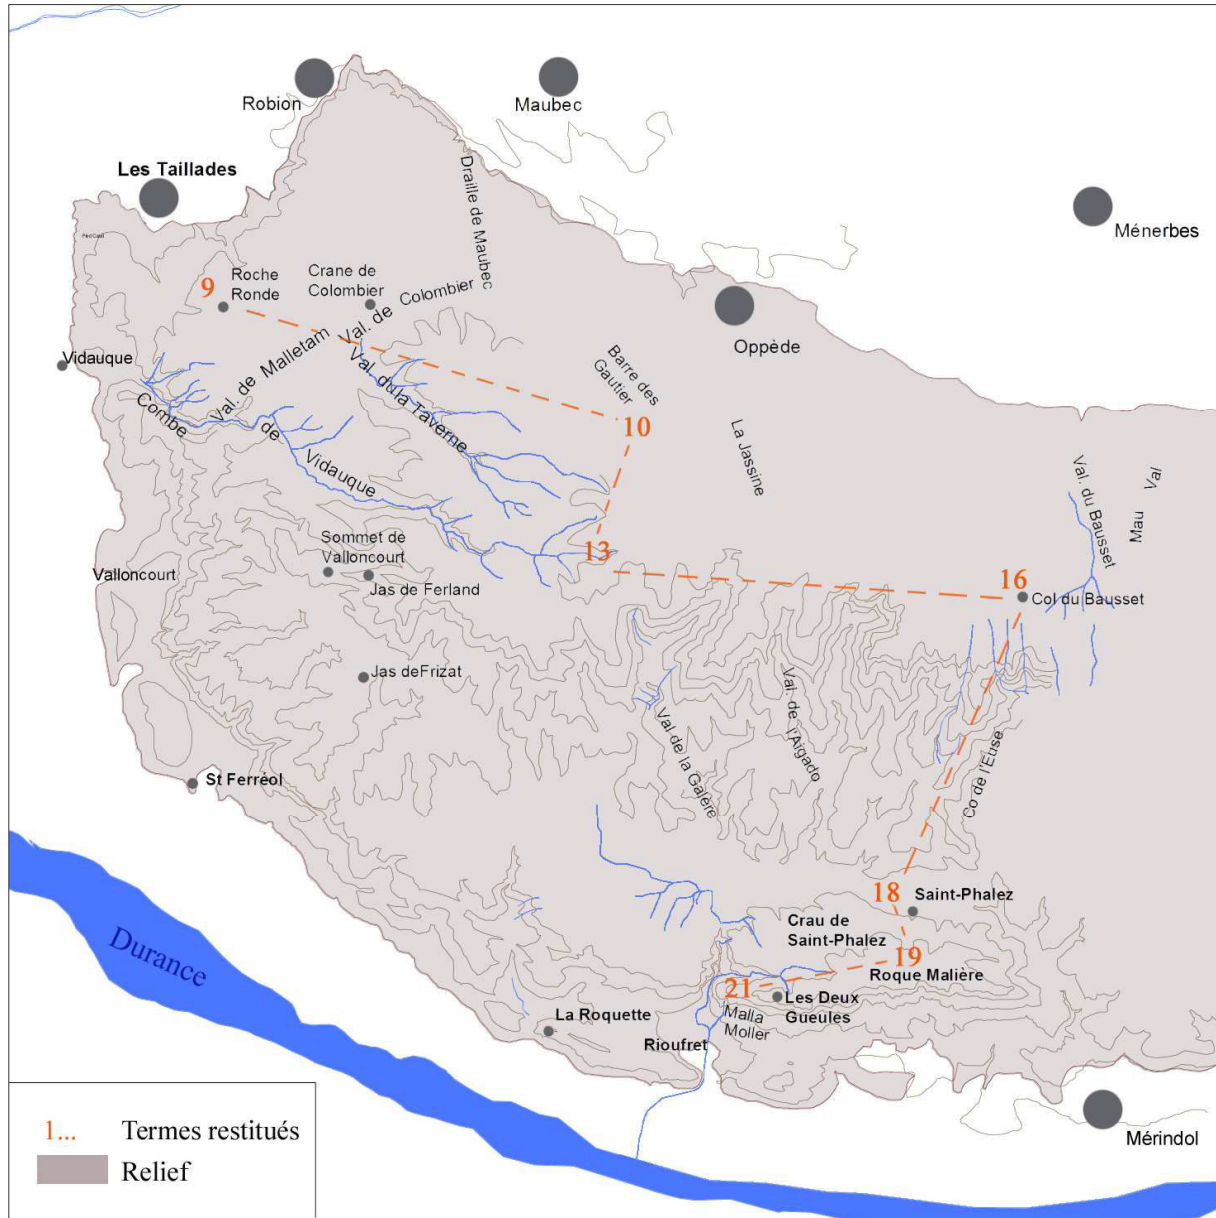 Robion
Maubec
Les Taillades
Draille de Maubec
Ménerbes
9
Roche
Ronde
Crane de
Colombier
Val. de Colombier
Oppède
Vidauque
Val. de Malletam
Val. du la Taverne
Barre des
Gautier
10
Combe
de
Vidauque
La Jassine
Val. du Bausset
Mau Val
13
Sommet de
Valloncourt
Valloncourt
Jas de Ferland
16
Col du Bausset
Jas deFrizat
Val de la Galère
Val. de l'Aigado
Co de l'Euse
St Ferréol
18
Saint-Phalez
Crau de
Saint-Phalez
Durance
19
Roque Malière
21
Les Deux
Gueules
La Roquette
Malla
Moller
Rioufret
Mérindol
1... Termes restitués
Relief